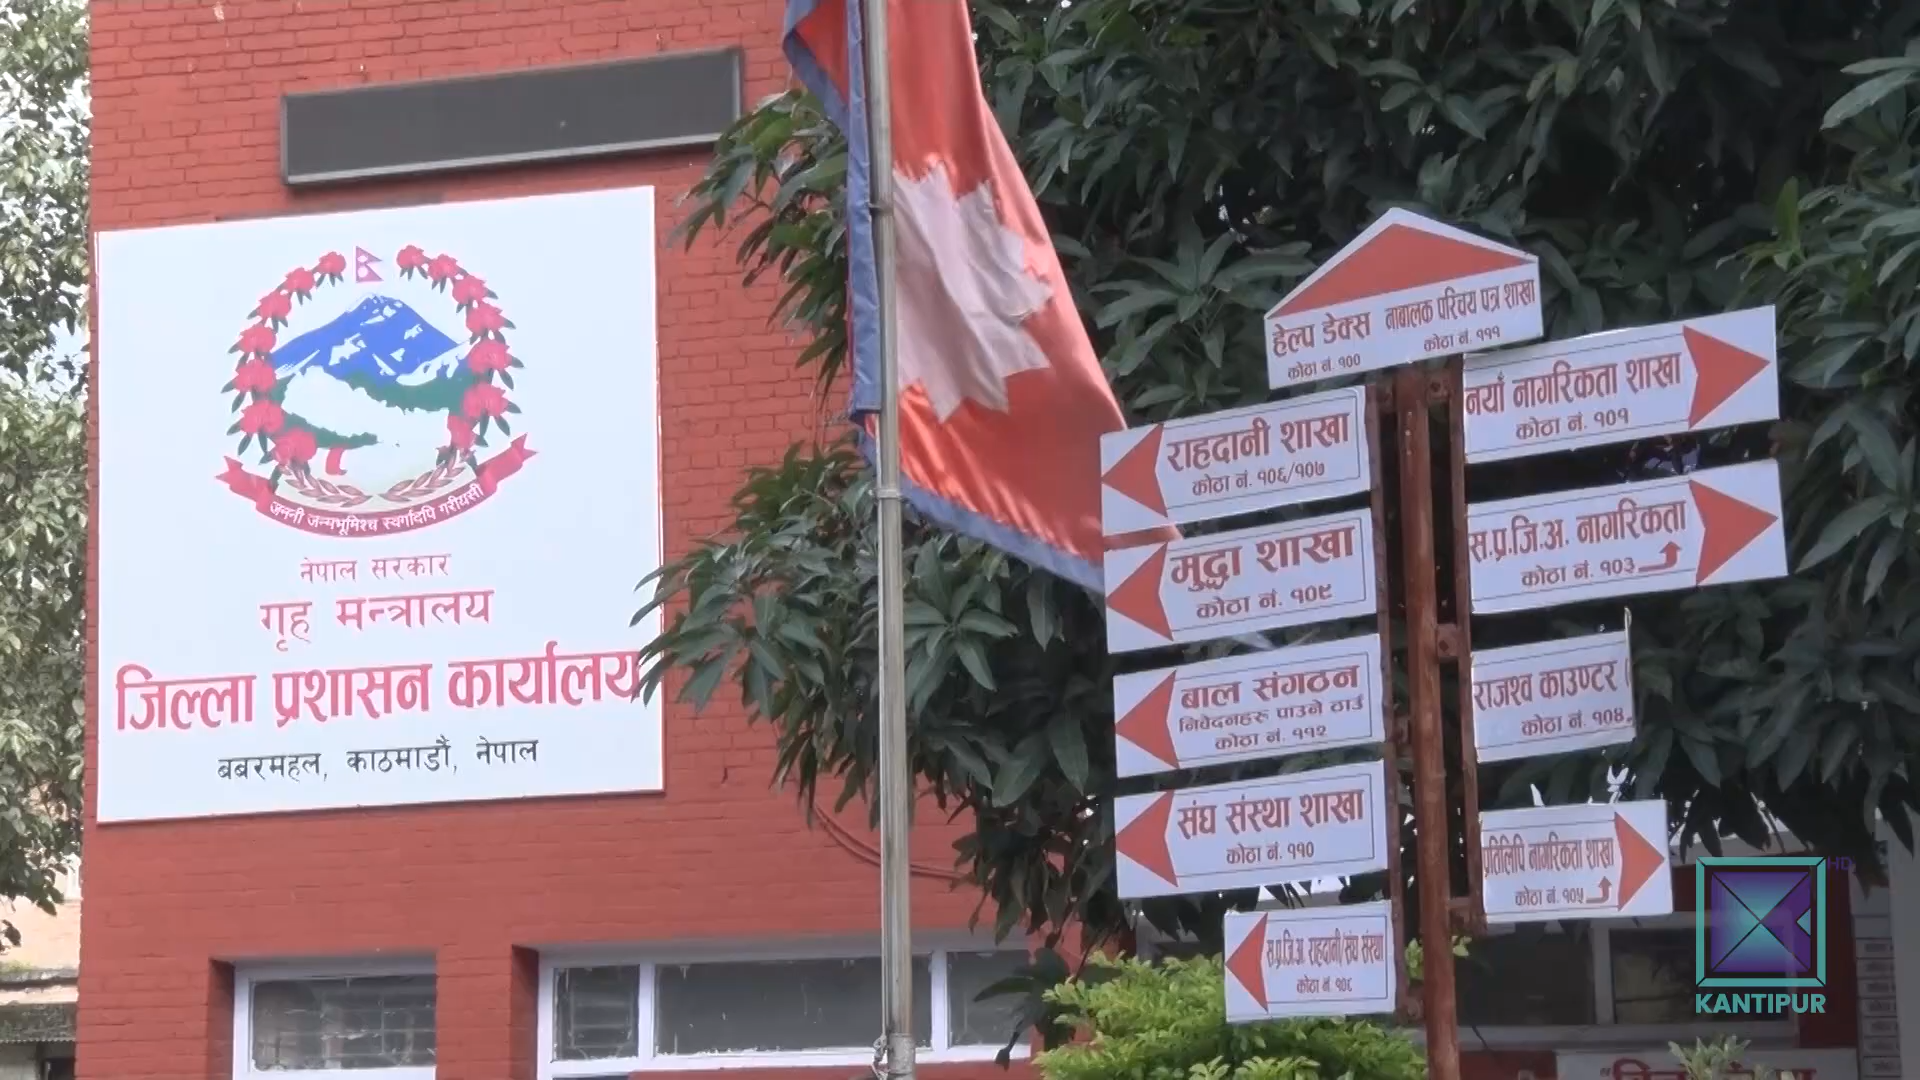 जननी जन्मभूमिश्च स्वर्गादपि गरीयसी
नेपाल सरकार
गृह मन्त्रालय
जिल्ला प्रशासन कार्यालय
बबरमहल, काठमाडौं, नेपाल
हेल्प डेक्स
कोठा नं. १००
नाबालक परिचय पत्र शाखा
कोठा नं. १११
राहदानी शाखा
कोठा नं. १०६/१०७
मुद्दा शाखा
कोठा नं. १०९
बाल संगठन
निवेदनहरु पाउने ठाउँ
कोठा नं. ११२
संघ संस्था शाखा
कोठा नं. ११०
स.प्र.जि.अ. राहदानी/संघ संस्था
कोठा नं. १०८
नयाँ नागरिकता शाखा
कोठा नं. १०१
स.प्र.जि.अ. नागरिकता
कोठा नं. १०३
राजश्व काउण्टर
कोठा नं. १०४
प्रतिलिपि नागरिकता शाखा
कोठा नं. १०५
HD
KANTIPUR